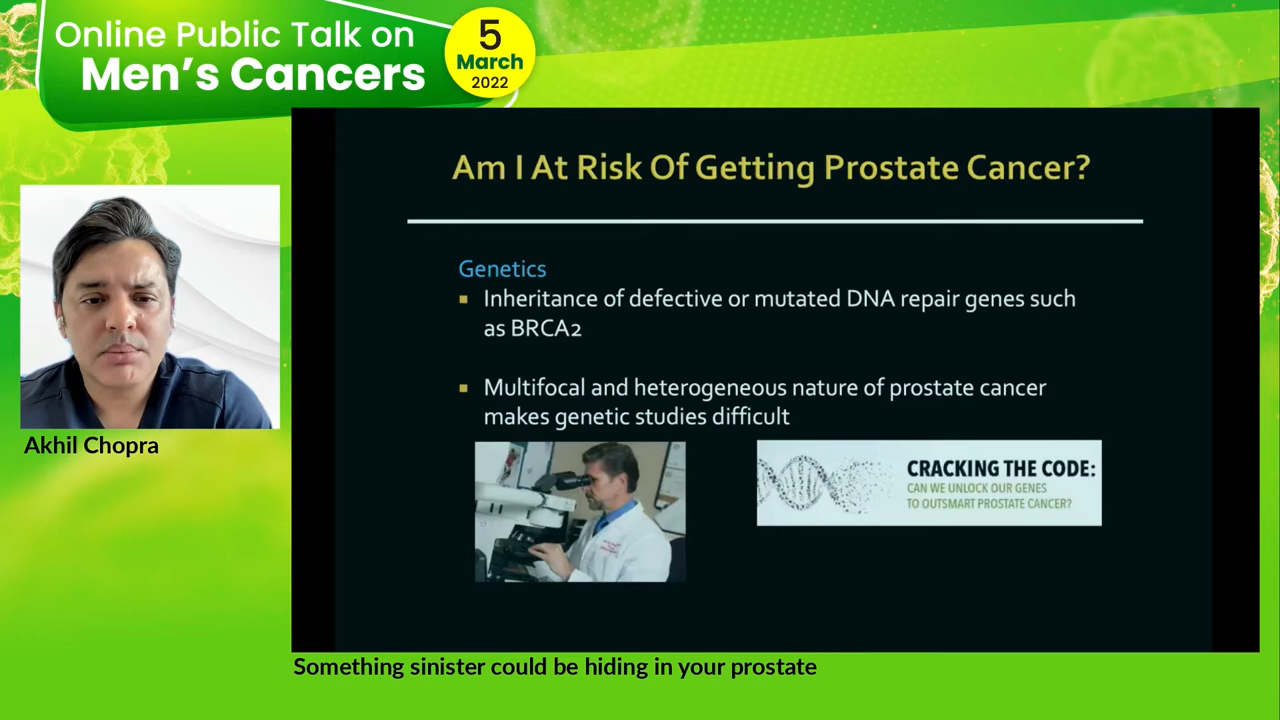 Online Public Talk on
Men's Cancers
5
March
2022
Am I At Risk Of Getting Prostate Cancer?
Genetics
▪ Inheritance of defective or mutated DNA repair genes such
as BRCA2
▪ Multifocal and heterogeneous nature of prostate cancer
makes genetic studies difficult
CRACKING THE CODE:
CAN WE UNLOCK OUR GENES
TO OUTSMART PROSTATE CANCER?
Akhil Chopra
Something sinister could be hiding in your prostate